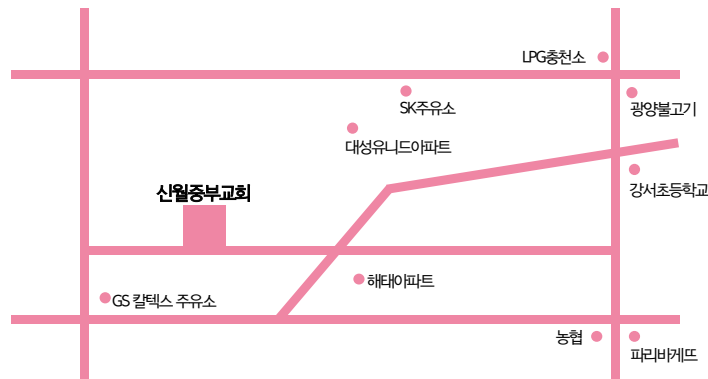 LPG충천소
SK주유소
광양불고기
대성유니드아파트
강서초등학교
신월중부교회
해태아파트
GS 칼텍스 주유소
농협
파리바게뜨